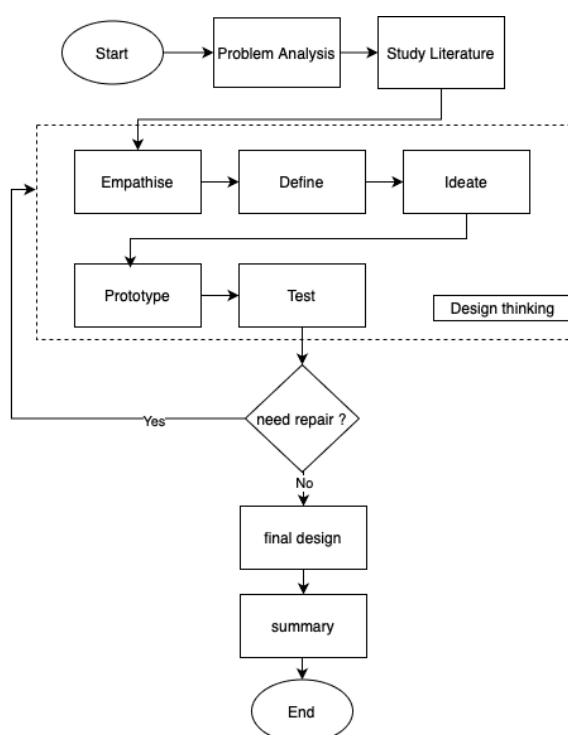 Start
Problem Analysis
Study Literature
Empathise
Define
Ideate
Prototype
Test
Design thinking
need repair ?
Yes
No
final design
summary
End